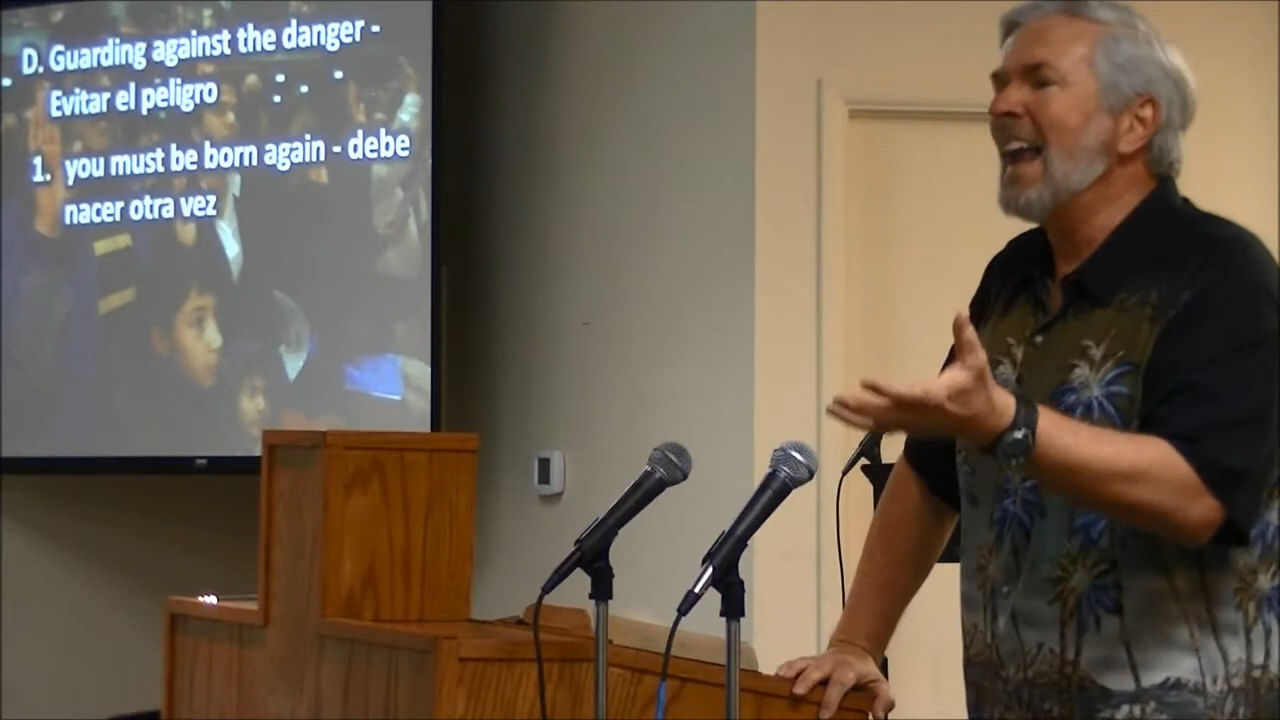 D. Guarding against the danger -
Evitar el peligro
1. you must be born again - debe
nacer otra vez